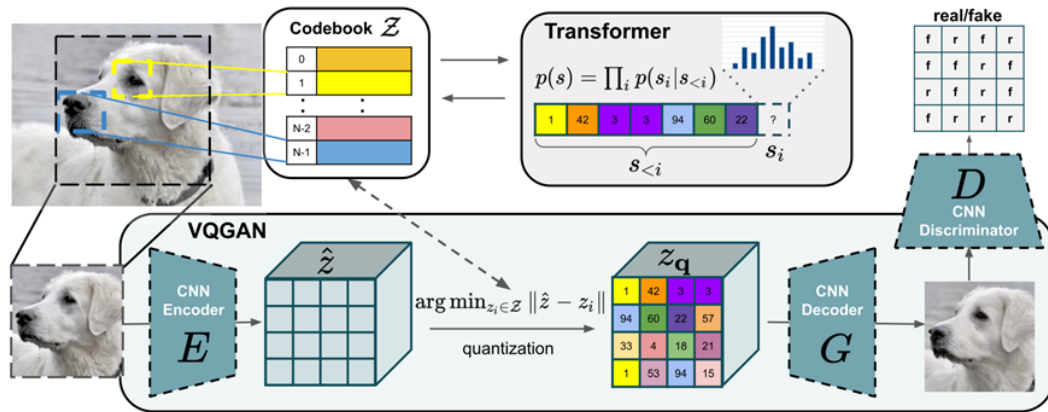 Codebook 𝒵
0
1
⋮ ⋮
N-2
N-1
Transformer
p(s) = ∏ᵢ p(sᵢ|s<ᵢ)
1 42 3 3 94 60 22 ?
s<ᵢ
sᵢ
real/fake
f r f r
f f r f
r f r r
f r r f
D
CNN
Discriminator
VQGAN
CNN
Encoder
E
ẑ
arg min_{zᵢ∈𝒵} ‖ẑ − zᵢ‖
quantization
z_q
1 42 3 3
94 60 22 57
33 4 18 21
1 53 94 15
CNN
Decoder
G